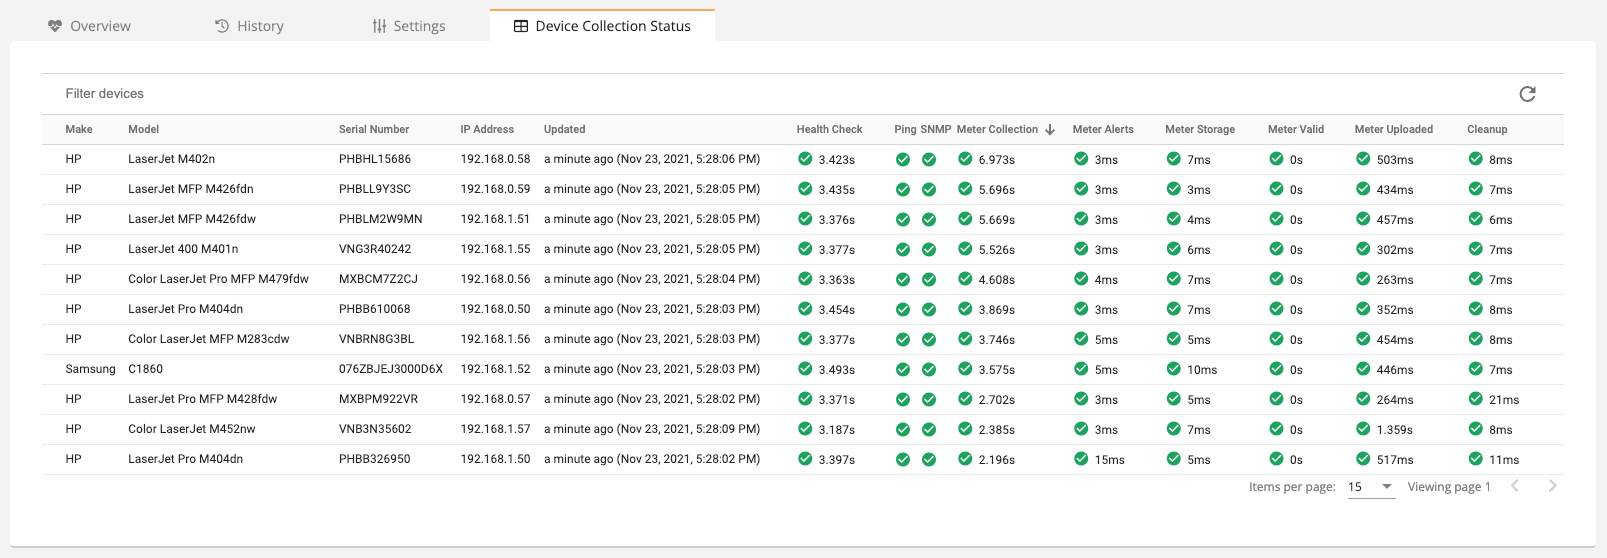 Overview History Settings Device Collection Status
Filter devices
Make Model Serial Number IP Address Updated Health Check Ping SNMP Meter Collection Meter Alerts Meter Storage Meter Valid Meter Uploaded Cleanup
HP LaserJet M402n PHBHL15686 192.168.0.58 a minute ago (Nov 23, 2021, 5:28:06 PM) 3.423s 6.973s 3ms 7ms 0s 503ms 8ms
HP LaserJet MFP M426fdn PHBLL9Y3SC 192.168.0.59 a minute ago (Nov 23, 2021, 5:28:05 PM) 3.435s 5.696s 3ms 3ms 0s 434ms 7ms
HP LaserJet MFP M426fdw PHBLM2W9MN 192.168.1.51 a minute ago (Nov 23, 2021, 5:28:05 PM) 3.376s 5.669s 3ms 4ms 0s 457ms 6ms
HP LaserJet 400 M401n VNG3R40242 192.168.1.55 a minute ago (Nov 23, 2021, 5:28:05 PM) 3.377s 5.526s 3ms 6ms 0s 302ms 7ms
HP Color LaserJet Pro MFP M479fdw MXBCM7Z2CJ 192.168.0.56 a minute ago (Nov 23, 2021, 5:28:04 PM) 3.363s 4.608s 4ms 7ms 0s 263ms 7ms
HP LaserJet Pro M404dn PHBB610068 192.168.0.50 a minute ago (Nov 23, 2021, 5:28:03 PM) 3.454s 3.869s 3ms 7ms 0s 352ms 8ms
HP Color LaserJet MFP M283cdw VNBRN8G3BL 192.168.1.56 a minute ago (Nov 23, 2021, 5:28:03 PM) 3.377s 3.746s 5ms 5ms 0s 454ms 8ms
Samsung C1860 076ZBJEJ3000D6X 192.168.1.52 a minute ago (Nov 23, 2021, 5:28:03 PM) 3.493s 3.575s 5ms 10ms 0s 446ms 7ms
HP LaserJet Pro MFP M428fdw MXBPM922VR 192.168.0.57 a minute ago (Nov 23, 2021, 5:28:02 PM) 3.371s 2.702s 3ms 5ms 0s 264ms 21ms
HP Color LaserJet M452nw VNB3N35602 192.168.1.57 a minute ago (Nov 23, 2021, 5:28:09 PM) 3.187s 2.385s 3ms 7ms 0s 1.359s 8ms
HP LaserJet Pro M404dn PHBB326950 192.168.1.50 a minute ago (Nov 23, 2021, 5:28:02 PM) 3.397s 2.196s 15ms 5ms 0s 517ms 11ms
Items per page: 15 Viewing page 1